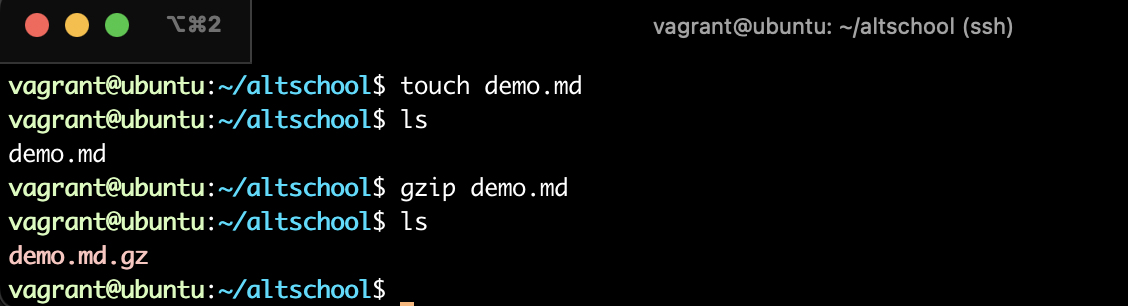 ⌥⌘2
vagrant@ubuntu: ~/altschool (ssh)
vagrant@ubuntu:~/altschool$ touch demo.md
vagrant@ubuntu:~/altschool$ ls
demo.md
vagrant@ubuntu:~/altschool$ gzip demo.md
vagrant@ubuntu:~/altschool$ ls
demo.md.gz
vagrant@ubuntu:~/altschool$